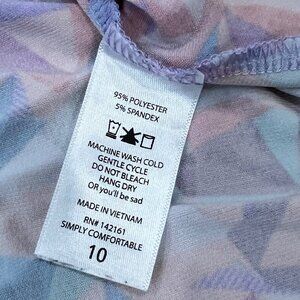 95% POLYESTER
5% SPANDEX
MACHINE WASH COLD
GENTLE CYCLE
DO NOT BLEACH
HANG DRY
OR you'll be sad
MADE IN VIETNAM
RN# 142161
SIMPLY COMFORTABLE
10